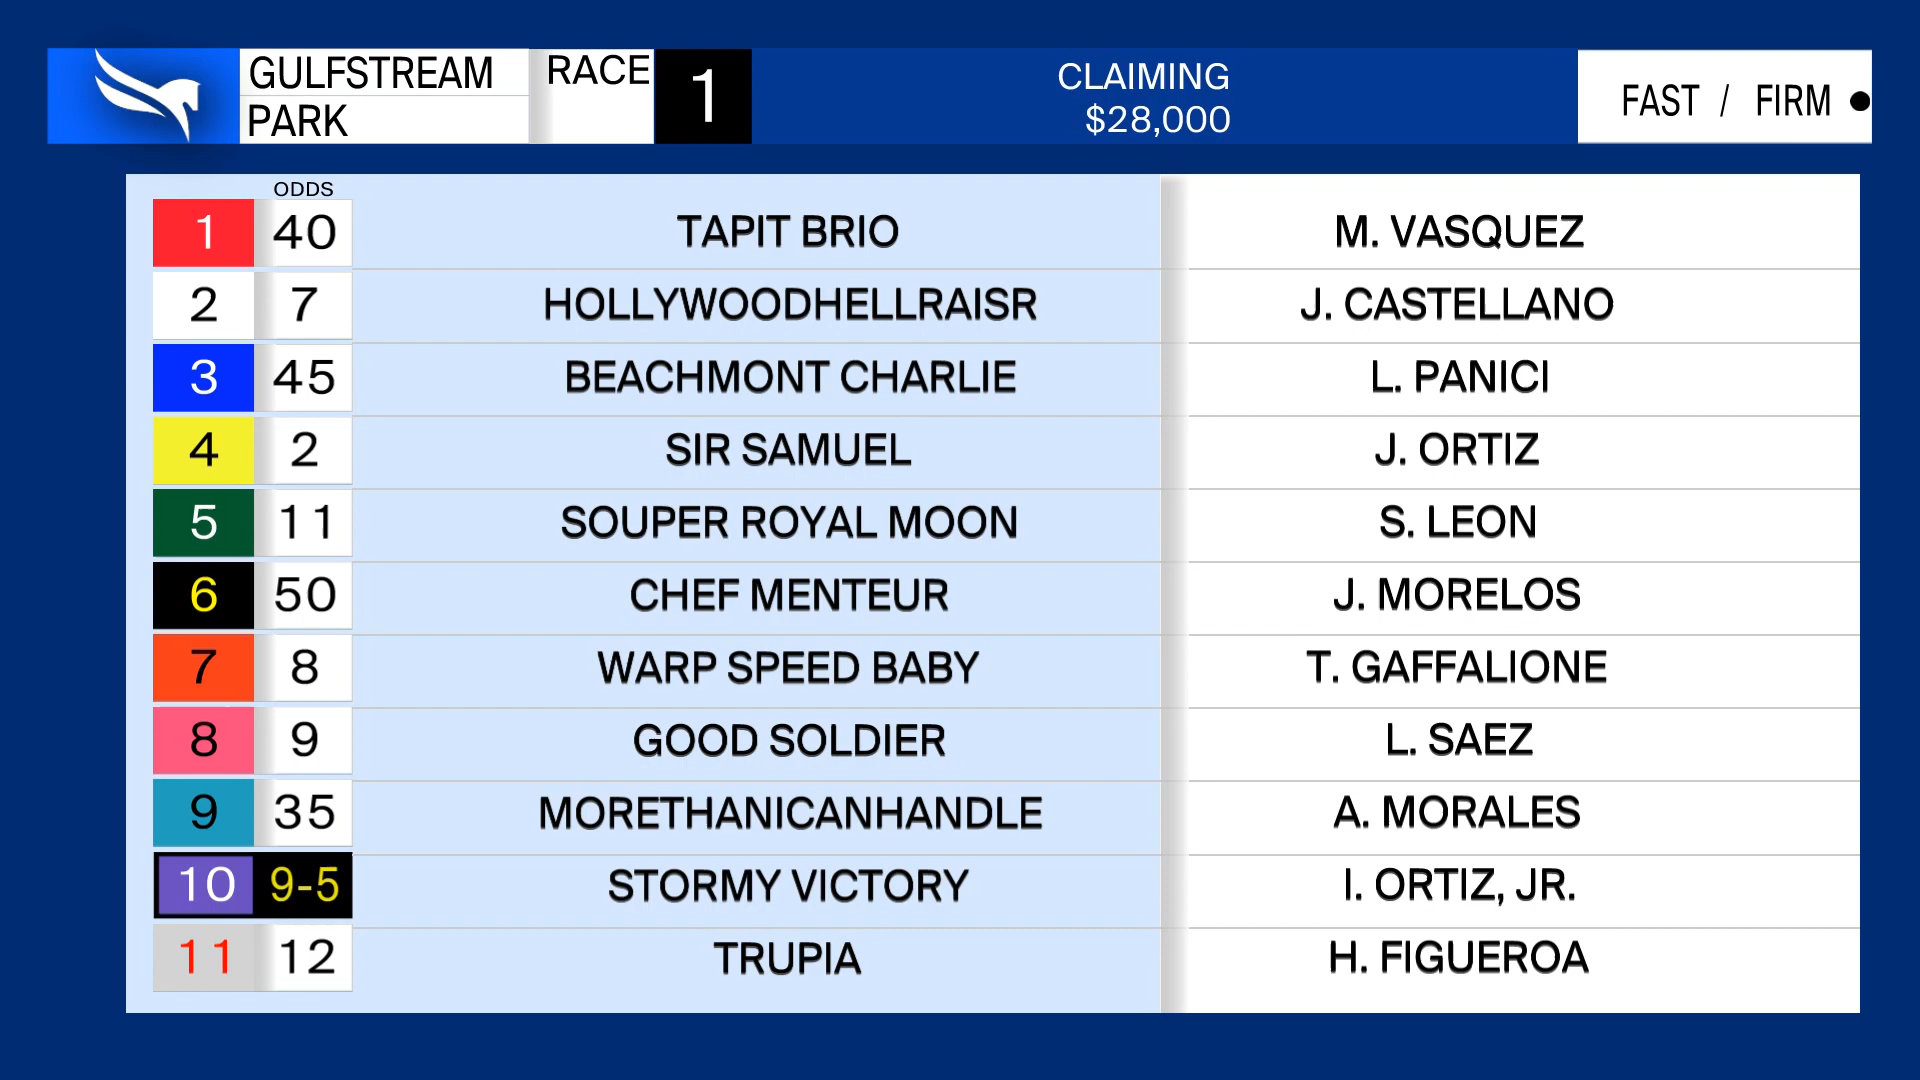 GULFSTREAM
PARK
RACE
1
CLAIMING
$28,000
FAST / FIRM
ODDS
1 40 TAPIT BRIO M. VASQUEZ
2 7 HOLLYWOODHELLRAISR J. CASTELLANO
3 45 BEACHMONT CHARLIE L. PANICI
4 2 SIR SAMUEL J. ORTIZ
5 11 SOUPER ROYAL MOON S. LEON
6 50 CHEF MENTEUR J. MORELOS
7 8 WARP SPEED BABY T. GAFFALIONE
8 9 GOOD SOLDIER L. SAEZ
9 35 MORETHANICANHANDLE A. MORALES
10 9-5 STORMY VICTORY I. ORTIZ, JR.
11 12 TRUPIA H. FIGUEROA